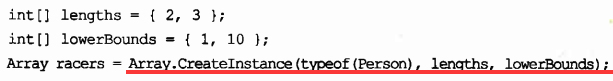 int[] lengths = { 2, 3 };
int[] lowerBounds = { 1, 10 };
Array racers = Array.CreateInstance(typeof(Person), lengths, lowerBounds);